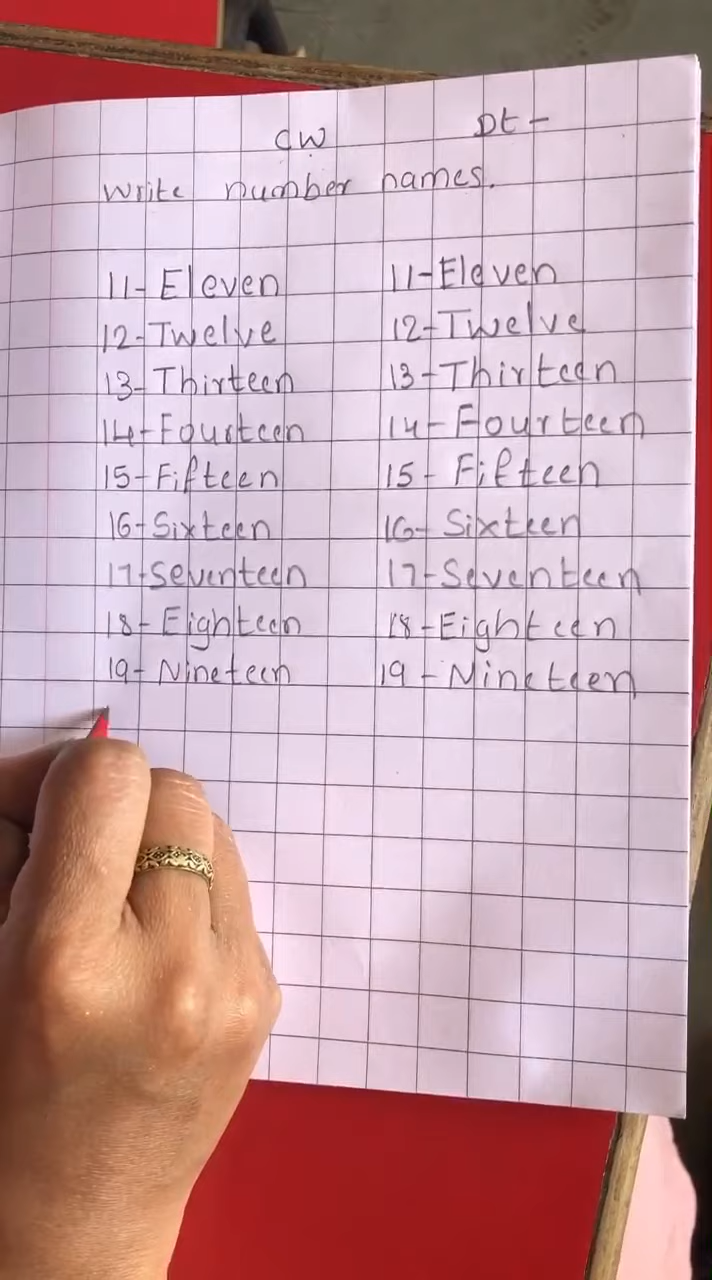 CW Dt -
Write number names.
11- Eleven 11-Eleven
12-Twelve 12-Twelve
13-Thirteen 13-Thirteen
14-Fourteen 14-Fourteen
15-Fifteen 15-Fifteen
16-Sixteen 16-Sixteen
17-Seventeen 17-Seventeen
18-Eighteen 18-Eighteen
19-Nineteen 19-Nineteen